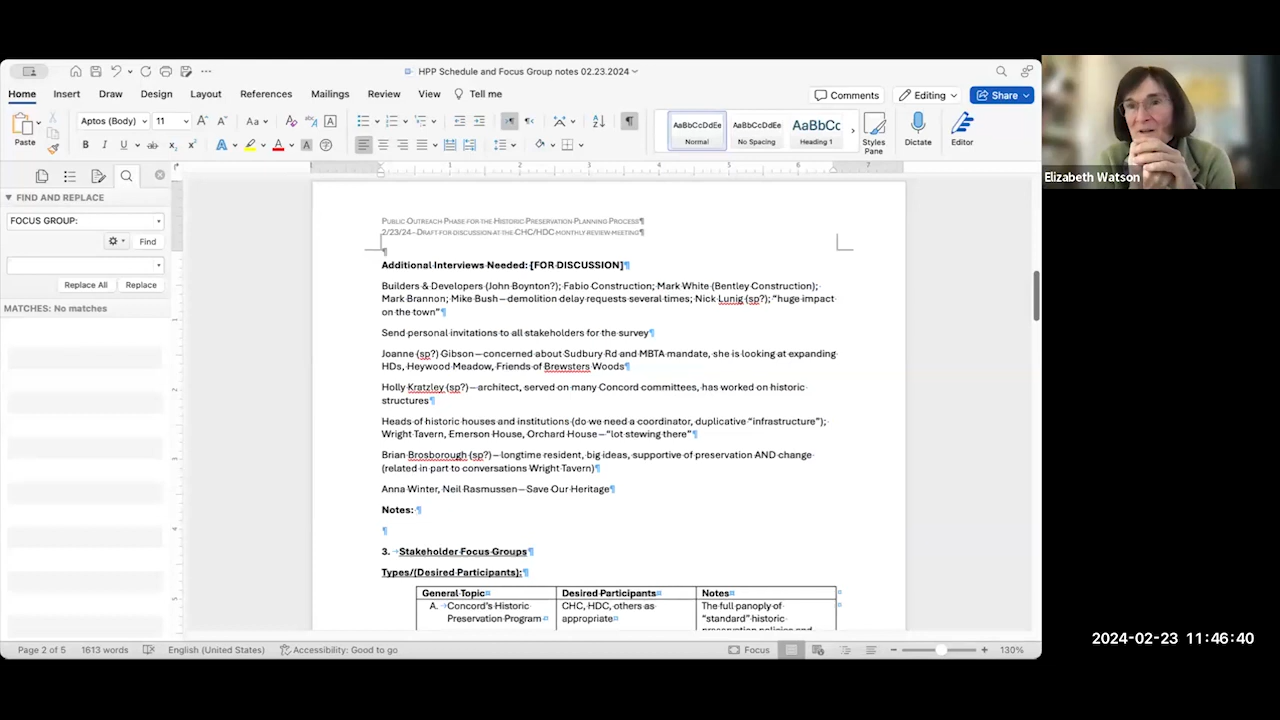 HPP Schedule and Focus Group notes 02.23.2024
Home Insert Draw Design Layout References Mailings Review View Tell me
Comments Editing Share
Paste
Aptos (Body) 11
AaBbCcDdEe AaBbCcDdEe AaBbCc
Normal No Spacing Heading 1
Styles Pane
Dictate
Editor
FIND AND REPLACE
FOCUS GROUP:
Find
Replace All Replace
MATCHES: No matches
Public Outreach Phase for the Historic Preservation Planning Process¶
2/23/24 - Draft for discussion at the CHC/HDC monthly review meeting¶
¶
Additional Interviews Needed: [FOR DISCUSSION]¶
Builders & Developers (John Boynton?); Fabio Construction; Mark White (Bentley Construction);
Mark Brannon; Mike Bush – demolition delay requests several times; Nick Lunig (sp?); “huge impact
on the town”¶
Send personal invitations to all stakeholders for the survey¶
Joanne (sp?) Gibson – concerned about Sudbury Rd and MBTA mandate, she is looking at expanding
HDs, Heywood Meadow, Friends of Brewsters Woods¶
Holly Kratzley (sp?) – architect, served on many Concord committees, has worked on historic
structures¶
Heads of historic houses and institutions (do we need a coordinator, duplicative “infrastructure”);
Wright Tavern, Emerson House, Orchard House – “lot stewing there”¶
Brian Brosborough (sp?) – longtime resident, big ideas, supportive of preservation AND change
(related in part to conversations Wright Tavern)¶
Anna Winter, Neil Rasmussen – Save Our Heritage¶
Notes: ¶
¶
3. Stakeholder Focus Groups¶
Types/(Desired Participants):¶
General Topic Desired Participants Notes
A. Concord’s Historic CHC, HDC, others as The full panoply of
Preservation Program appropriate “standard” historic
Page 2 of 5 1613 words English (United States) Accessibility: Good to go Focus 130%
Elizabeth Watson
2024-02-23 11:46:40